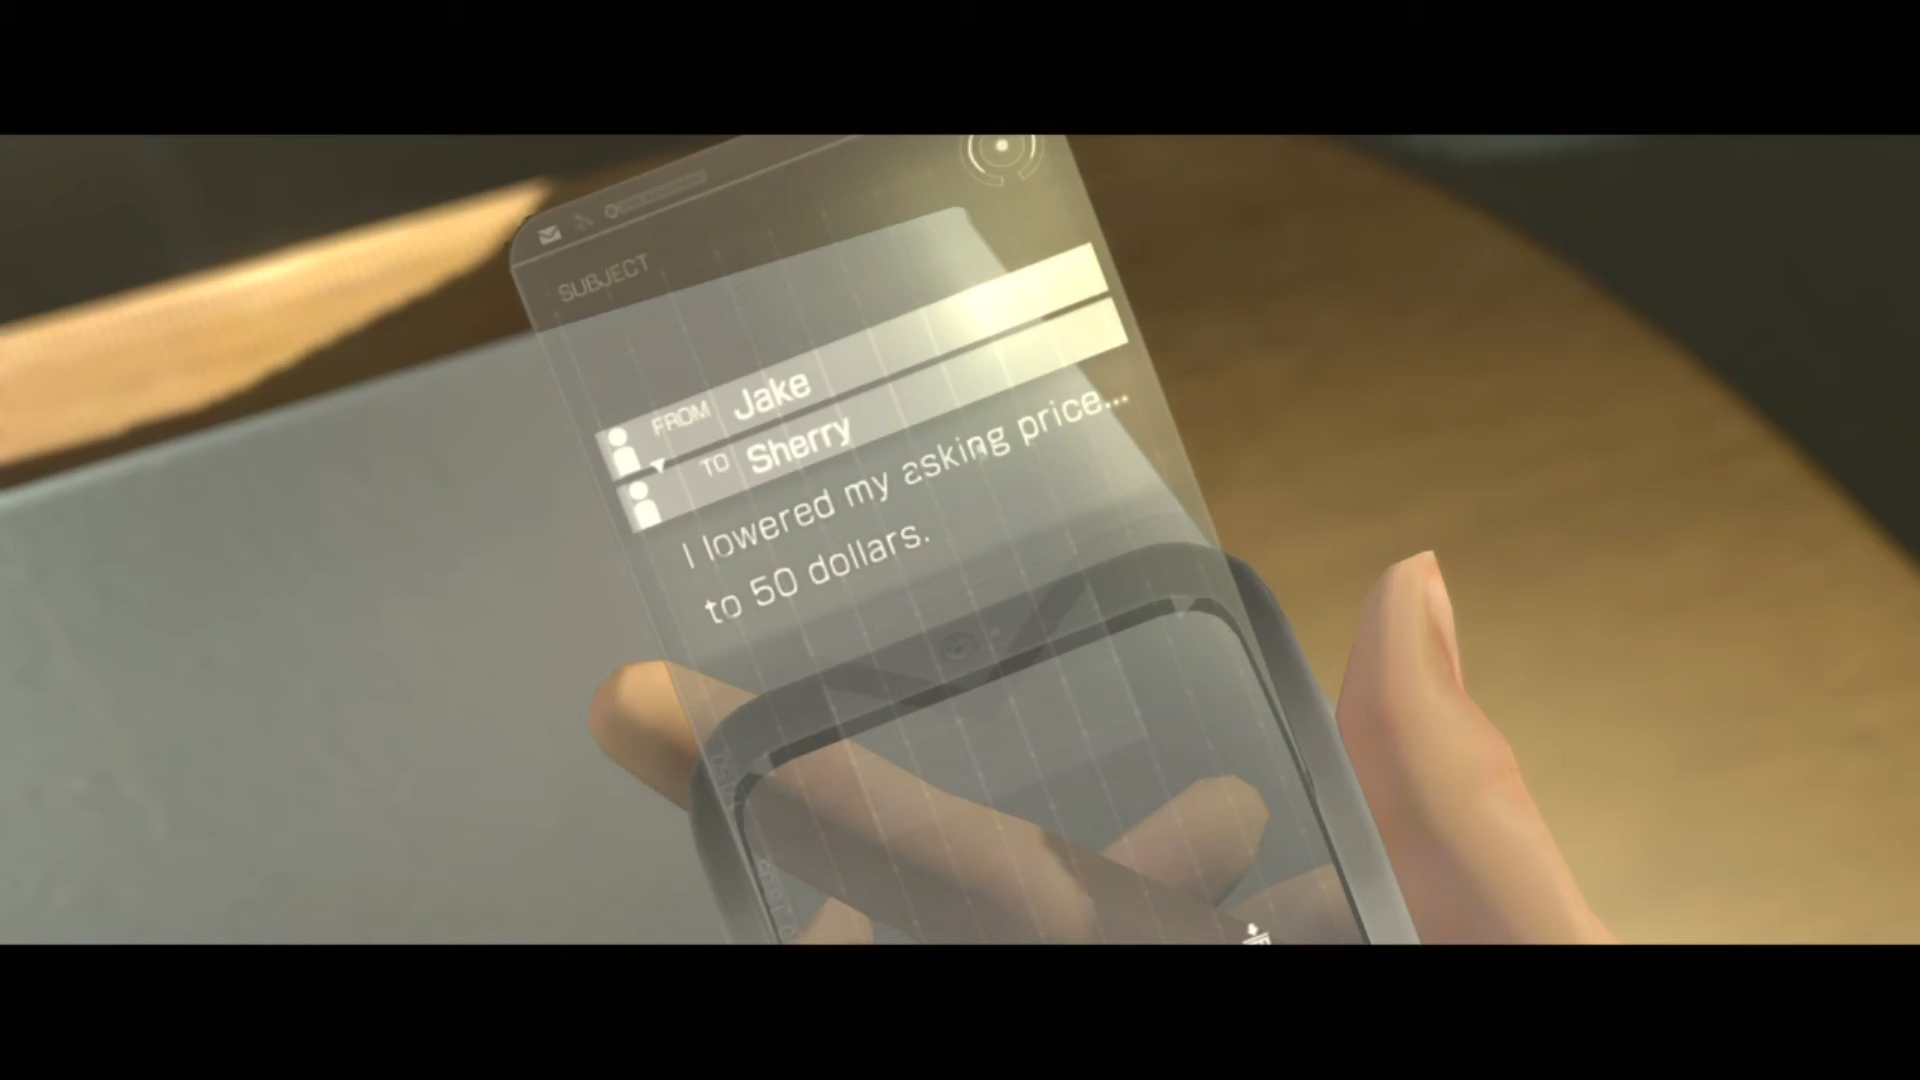 SUBJECT
FROM Jake
TO Sherry
I lowered my asking price...
to 50 dollars.